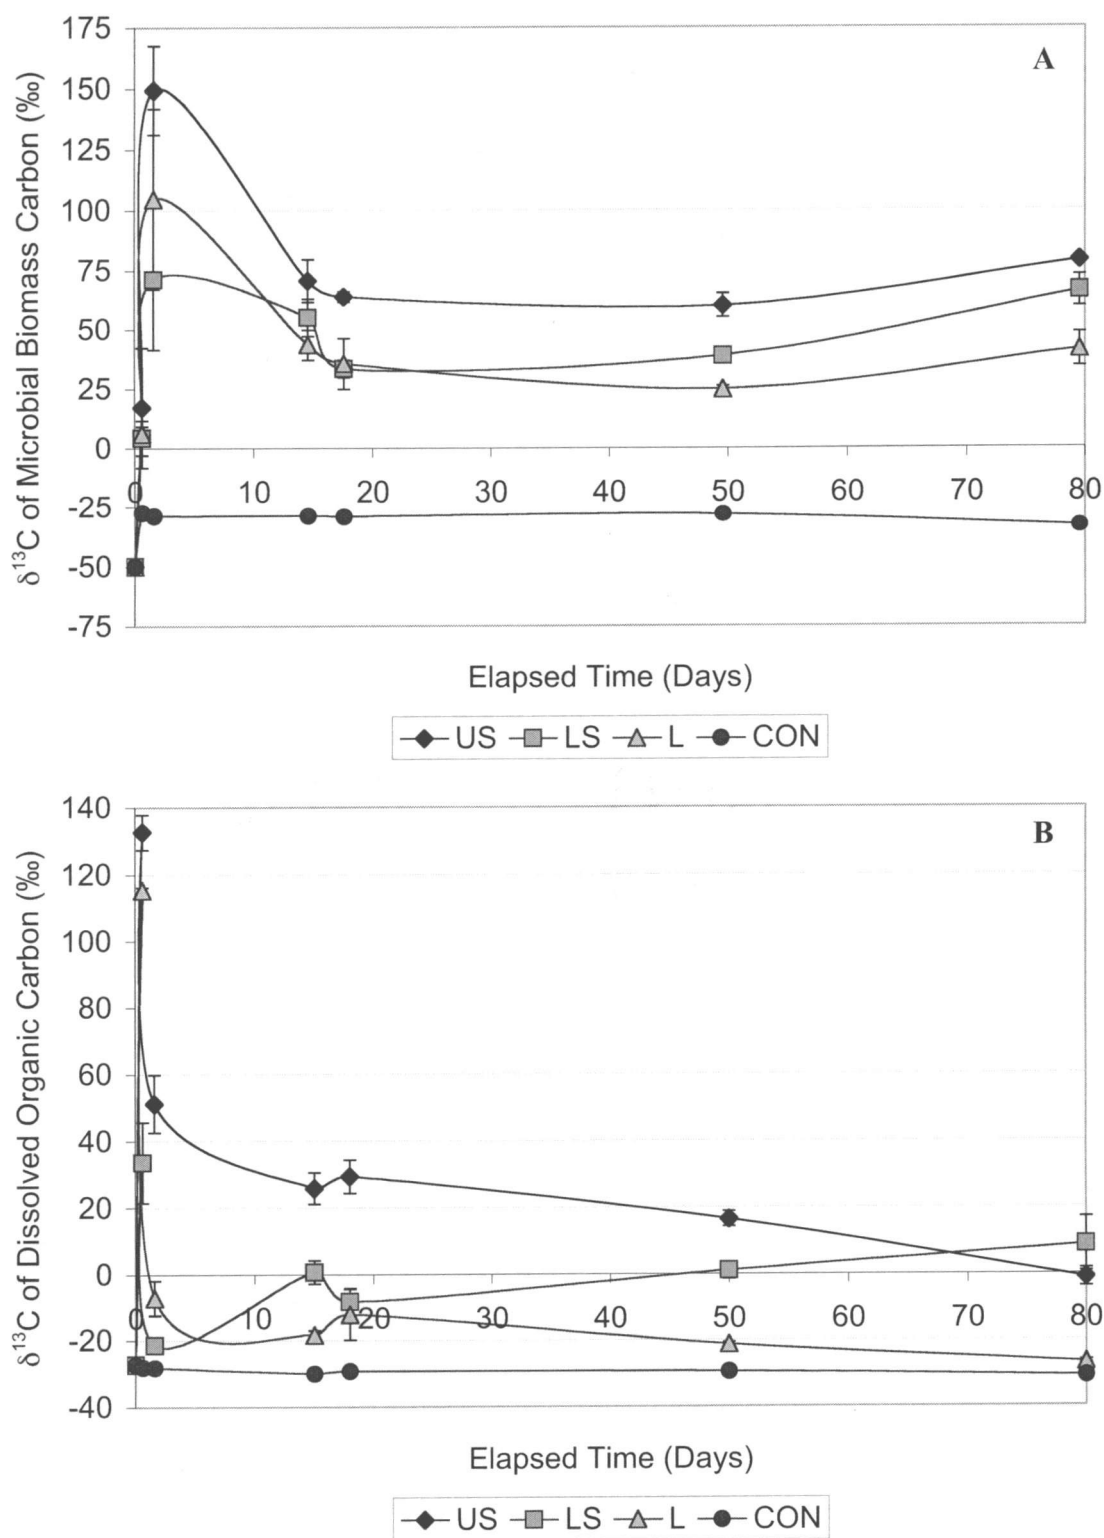 A
δ¹³C of Microbial Biomass Carbon (‰)
175
150
125
100
75
50
25
0
-25
-50
-75
0 10 20 30 40 50 60 70 80
Elapsed Time (Days)
US LS L CON
B
δ¹³C of Dissolved Organic Carbon (‰)
140
120
100
80
60
40
20
0
-20
-40
0 10 20 30 40 50 60 70 80
Elapsed Time (Days)
US LS L CON